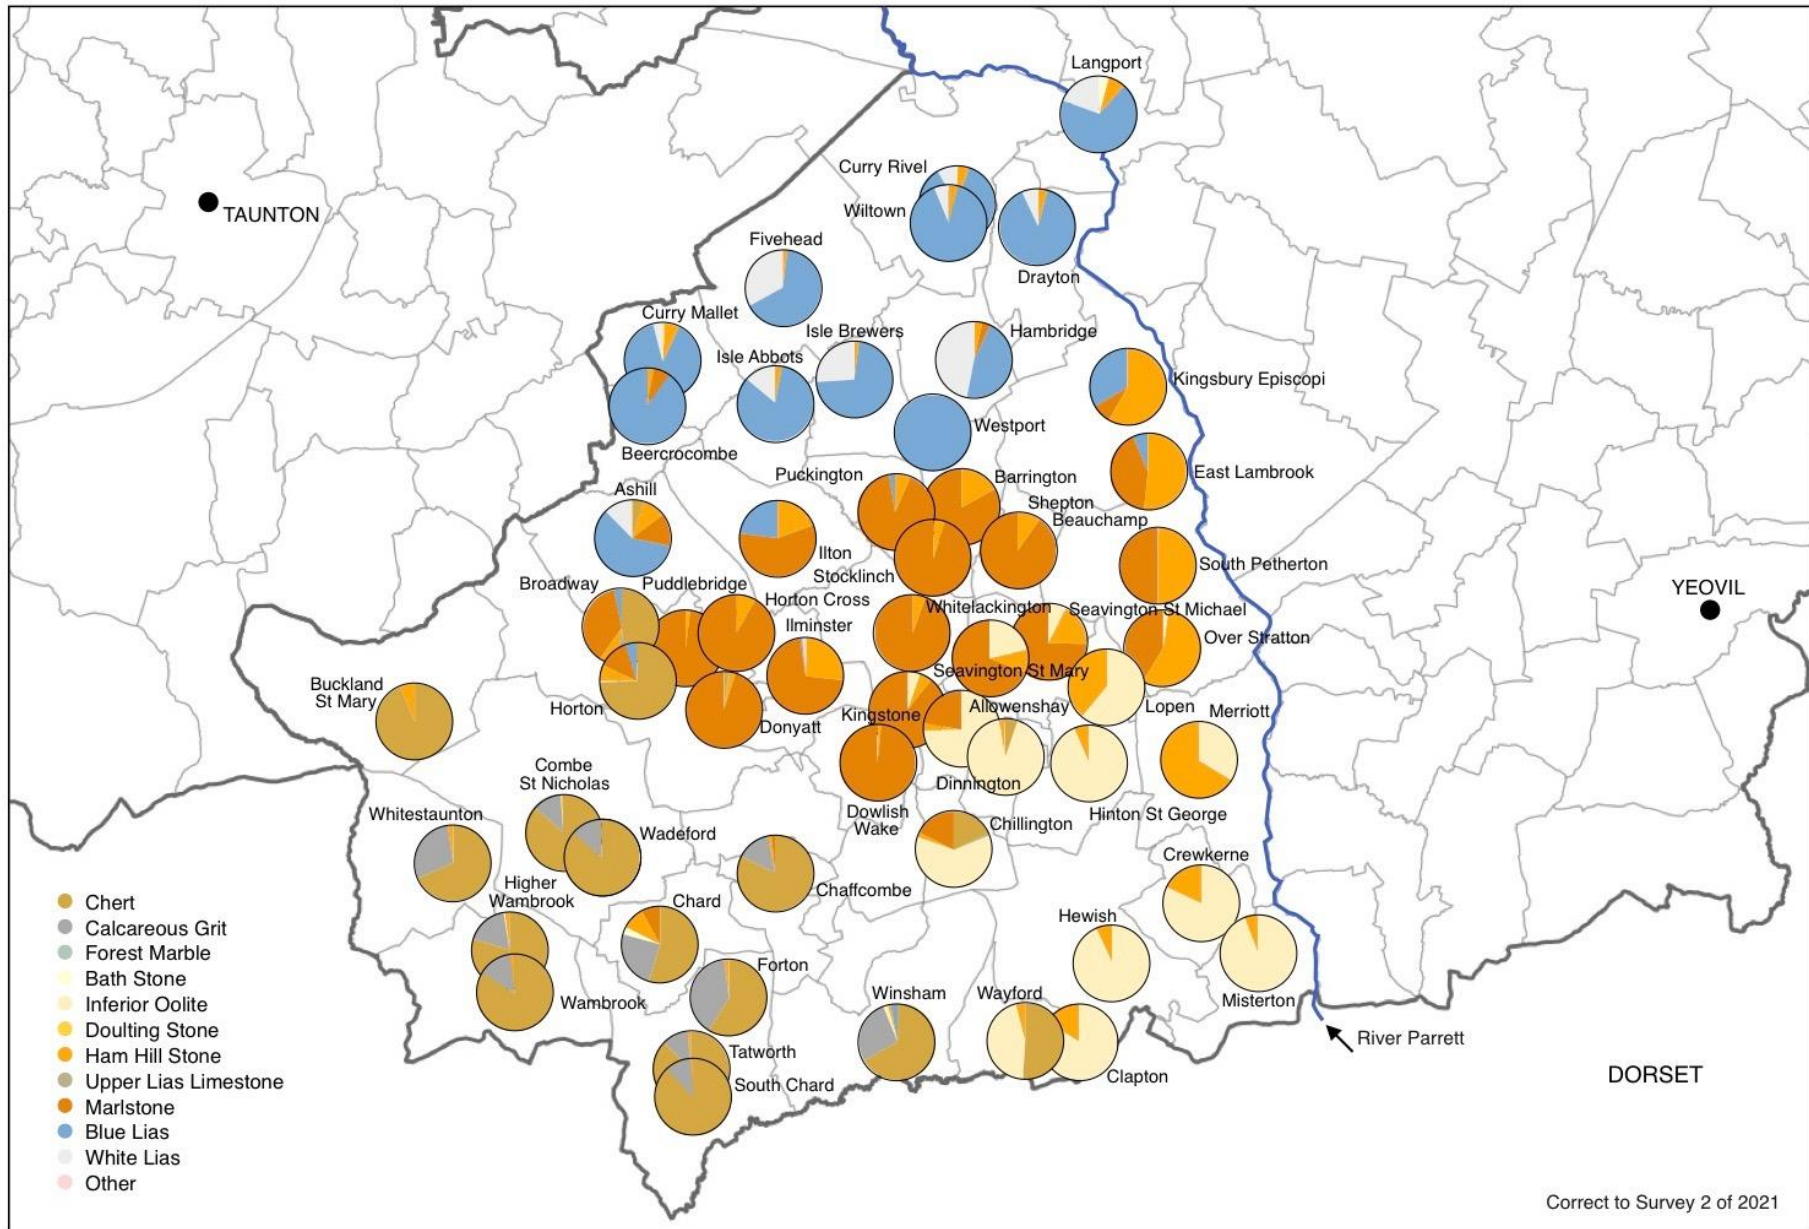 Langport
Curry Rivel
Wiltown
TAUNTON
Fivehead
Drayton
Curry Mallet
Isle Brewers
Hambridge
Isle Abbots
Kingsbury Episcopi
Westport
Beercrocombe
Puckington
Barrington
East Lambrook
Ashill
Shepton
Beauchamp
Ilton
Stocklinch
South Petherton
Broadway
Puddlebridge
Horton Cross
Whitelackington
Seavington St Michael
YEOVIL
Ilminster
Over Stratton
Seavington St Mary
Buckland
St Mary
Horton
Donyatt
Kingstone
Allowenshay
Lopen
Merriott
Combe
St Nicholas
Dinnington
Whitestaunton
Wadeford
Dowlish
Wake
Hinton St George
Chillington
Crewkerne
Higher
Wambrook
Chard
Chaffcombe
Hewish
Forton
Wambrook
Winsham
Wayford
Misterton
Tatworth
South Chard
Clapton
River Parrett
DORSET
Chert
Calcareous Grit
Forest Marble
Bath Stone
Inferior Oolite
Doulting Stone
Ham Hill Stone
Upper Lias Limestone
Marlstone
Blue Lias
White Lias
Other
Correct to Survey 2 of 2021